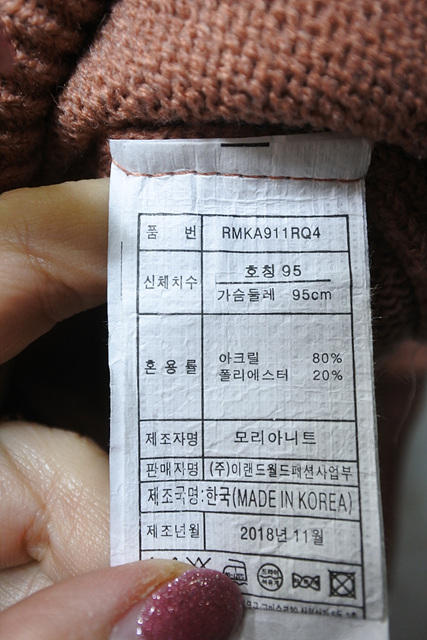 품 번 RMKA911RQ4
신체치수 호칭 95
가슴둘레 95cm
혼용률 아크릴 80%
폴리에스터 20%
제조자명 모리아니트
판매자명 (주)이랜드월드패션사업부
제조국명:한국(MADE IN KOREA)
제조년월 2018년 11월
드라이